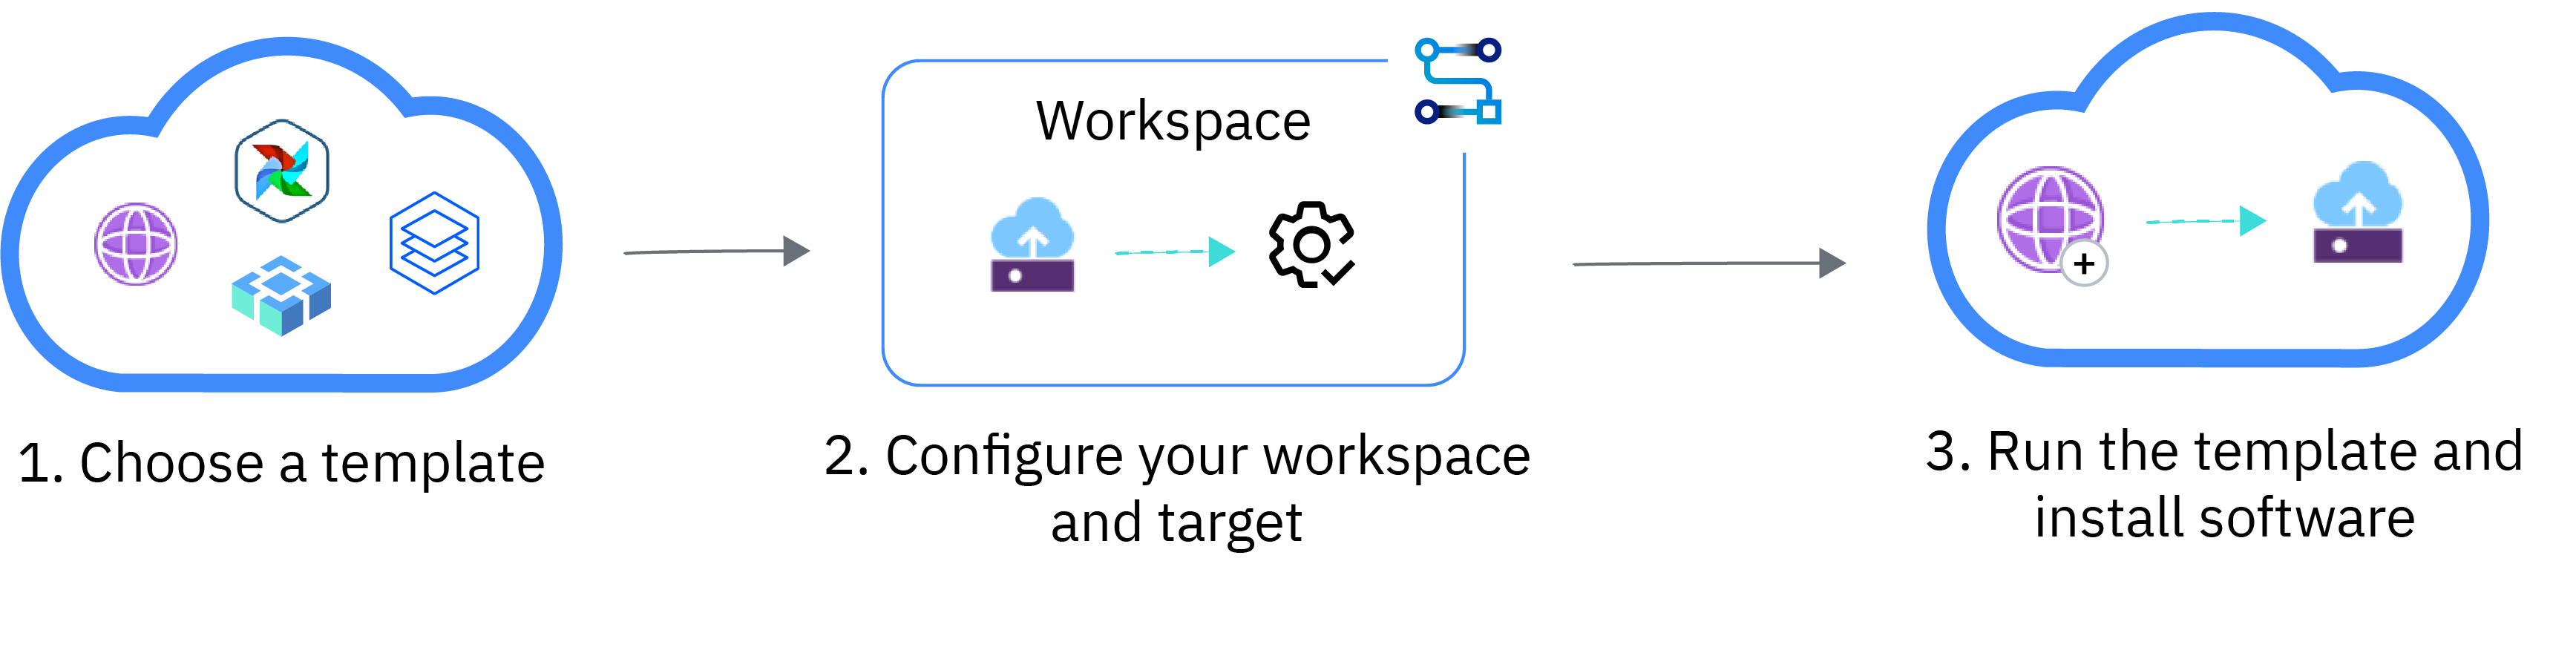 Workspace
1. Choose a template
2. Configure your workspace
and target
3. Run the template and
install software